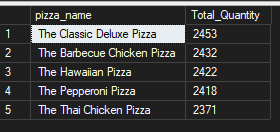 pizza_name Total_Quantity
1 The Classic Deluxe Pizza 2453
2 The Barbecue Chicken Pizza 2432
3 The Hawaiian Pizza 2422
4 The Pepperoni Pizza 2418
5 The Thai Chicken Pizza 2371